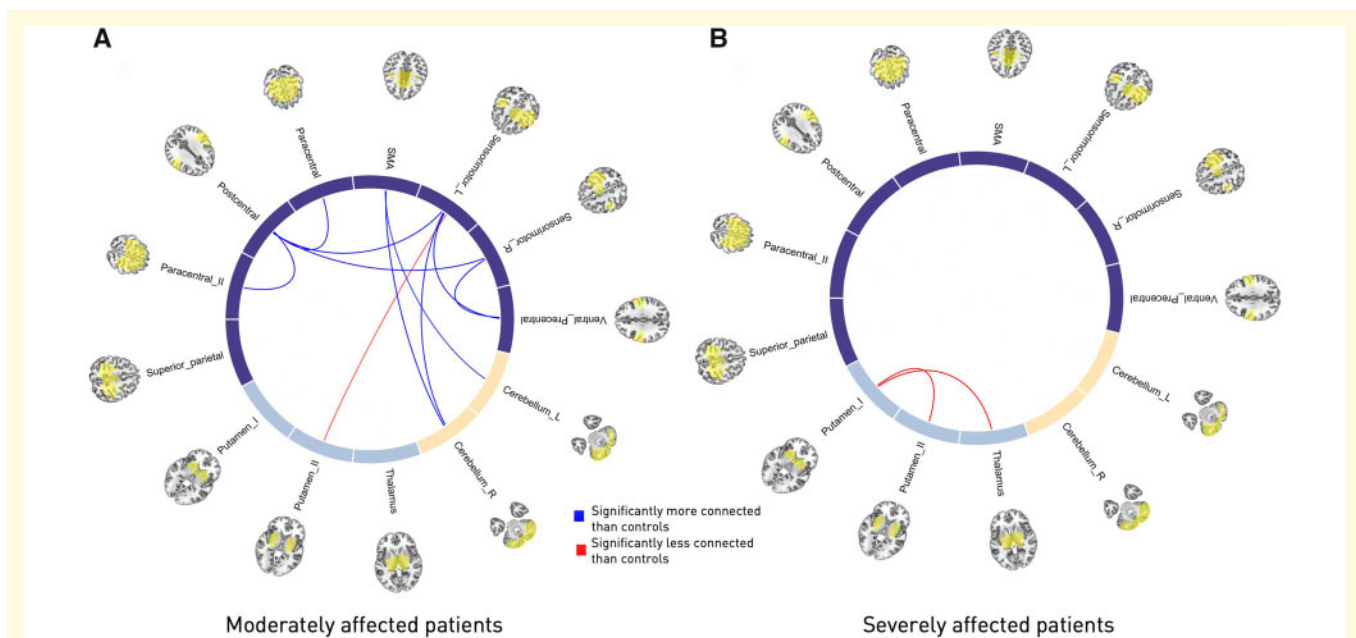 A
B
Paracentral
SMA
Sensorimotor_L
Postcentral
Sensorimotor_R
Paracentral_II
Ventral_Precentral
Superior_parietal
Cerebellum_L
Putamen_I
Cerebellum_R
Putamen_II
Thalamus
Paracentral
SMA
Sensorimotor_L
Postcentral
Sensorimotor_R
Paracentral_II
Ventral_Precentral
Superior_parietal
Cerebellum_L
Putamen_I
Cerebellum_R
Putamen_II
Thalamus
Significantly more connected
than controls
Significantly less connected
than controls
Moderately affected patients
Severely affected patients